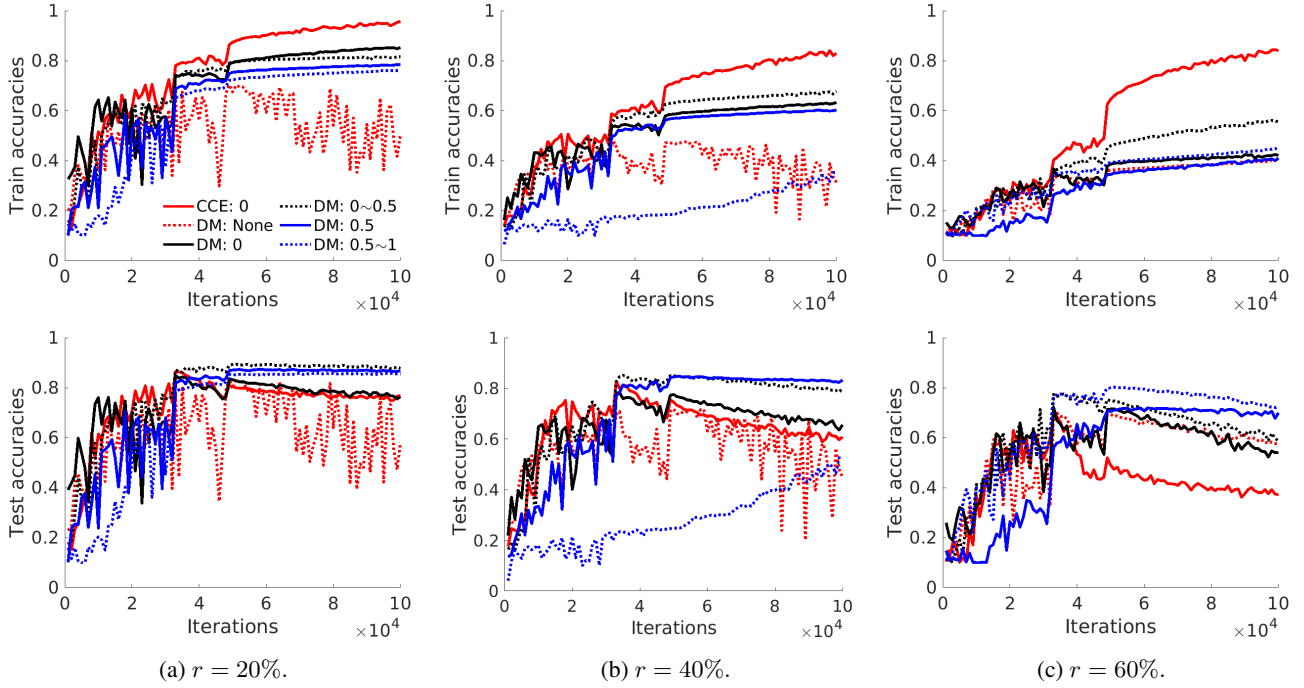 Train accuracies
1
0.8
0.6
0.4
0.2
0
CCE: 0
DM: None
DM: 0
DM: 0~0.5
DM: 0.5
DM: 0.5~1
0 2 4 6 8 10
Iterations
×10^4
Train accuracies
1
0.8
0.6
0.4
0.2
0
0 2 4 6 8 10
Iterations
×10^4
Train accuracies
1
0.8
0.6
0.4
0.2
0
0 2 4 6 8 10
Iterations
×10^4
Test accuracies
1
0.8
0.6
0.4
0.2
0
0 2 4 6 8 10
Iterations
×10^4
Test accuracies
1
0.8
0.6
0.4
0.2
0
0 2 4 6 8 10
Iterations
×10^4
Test accuracies
1
0.8
0.6
0.4
0.2
0
0 2 4 6 8 10
Iterations
×10^4
(a) r = 20%.
(b) r = 40%.
(c) r = 60%.